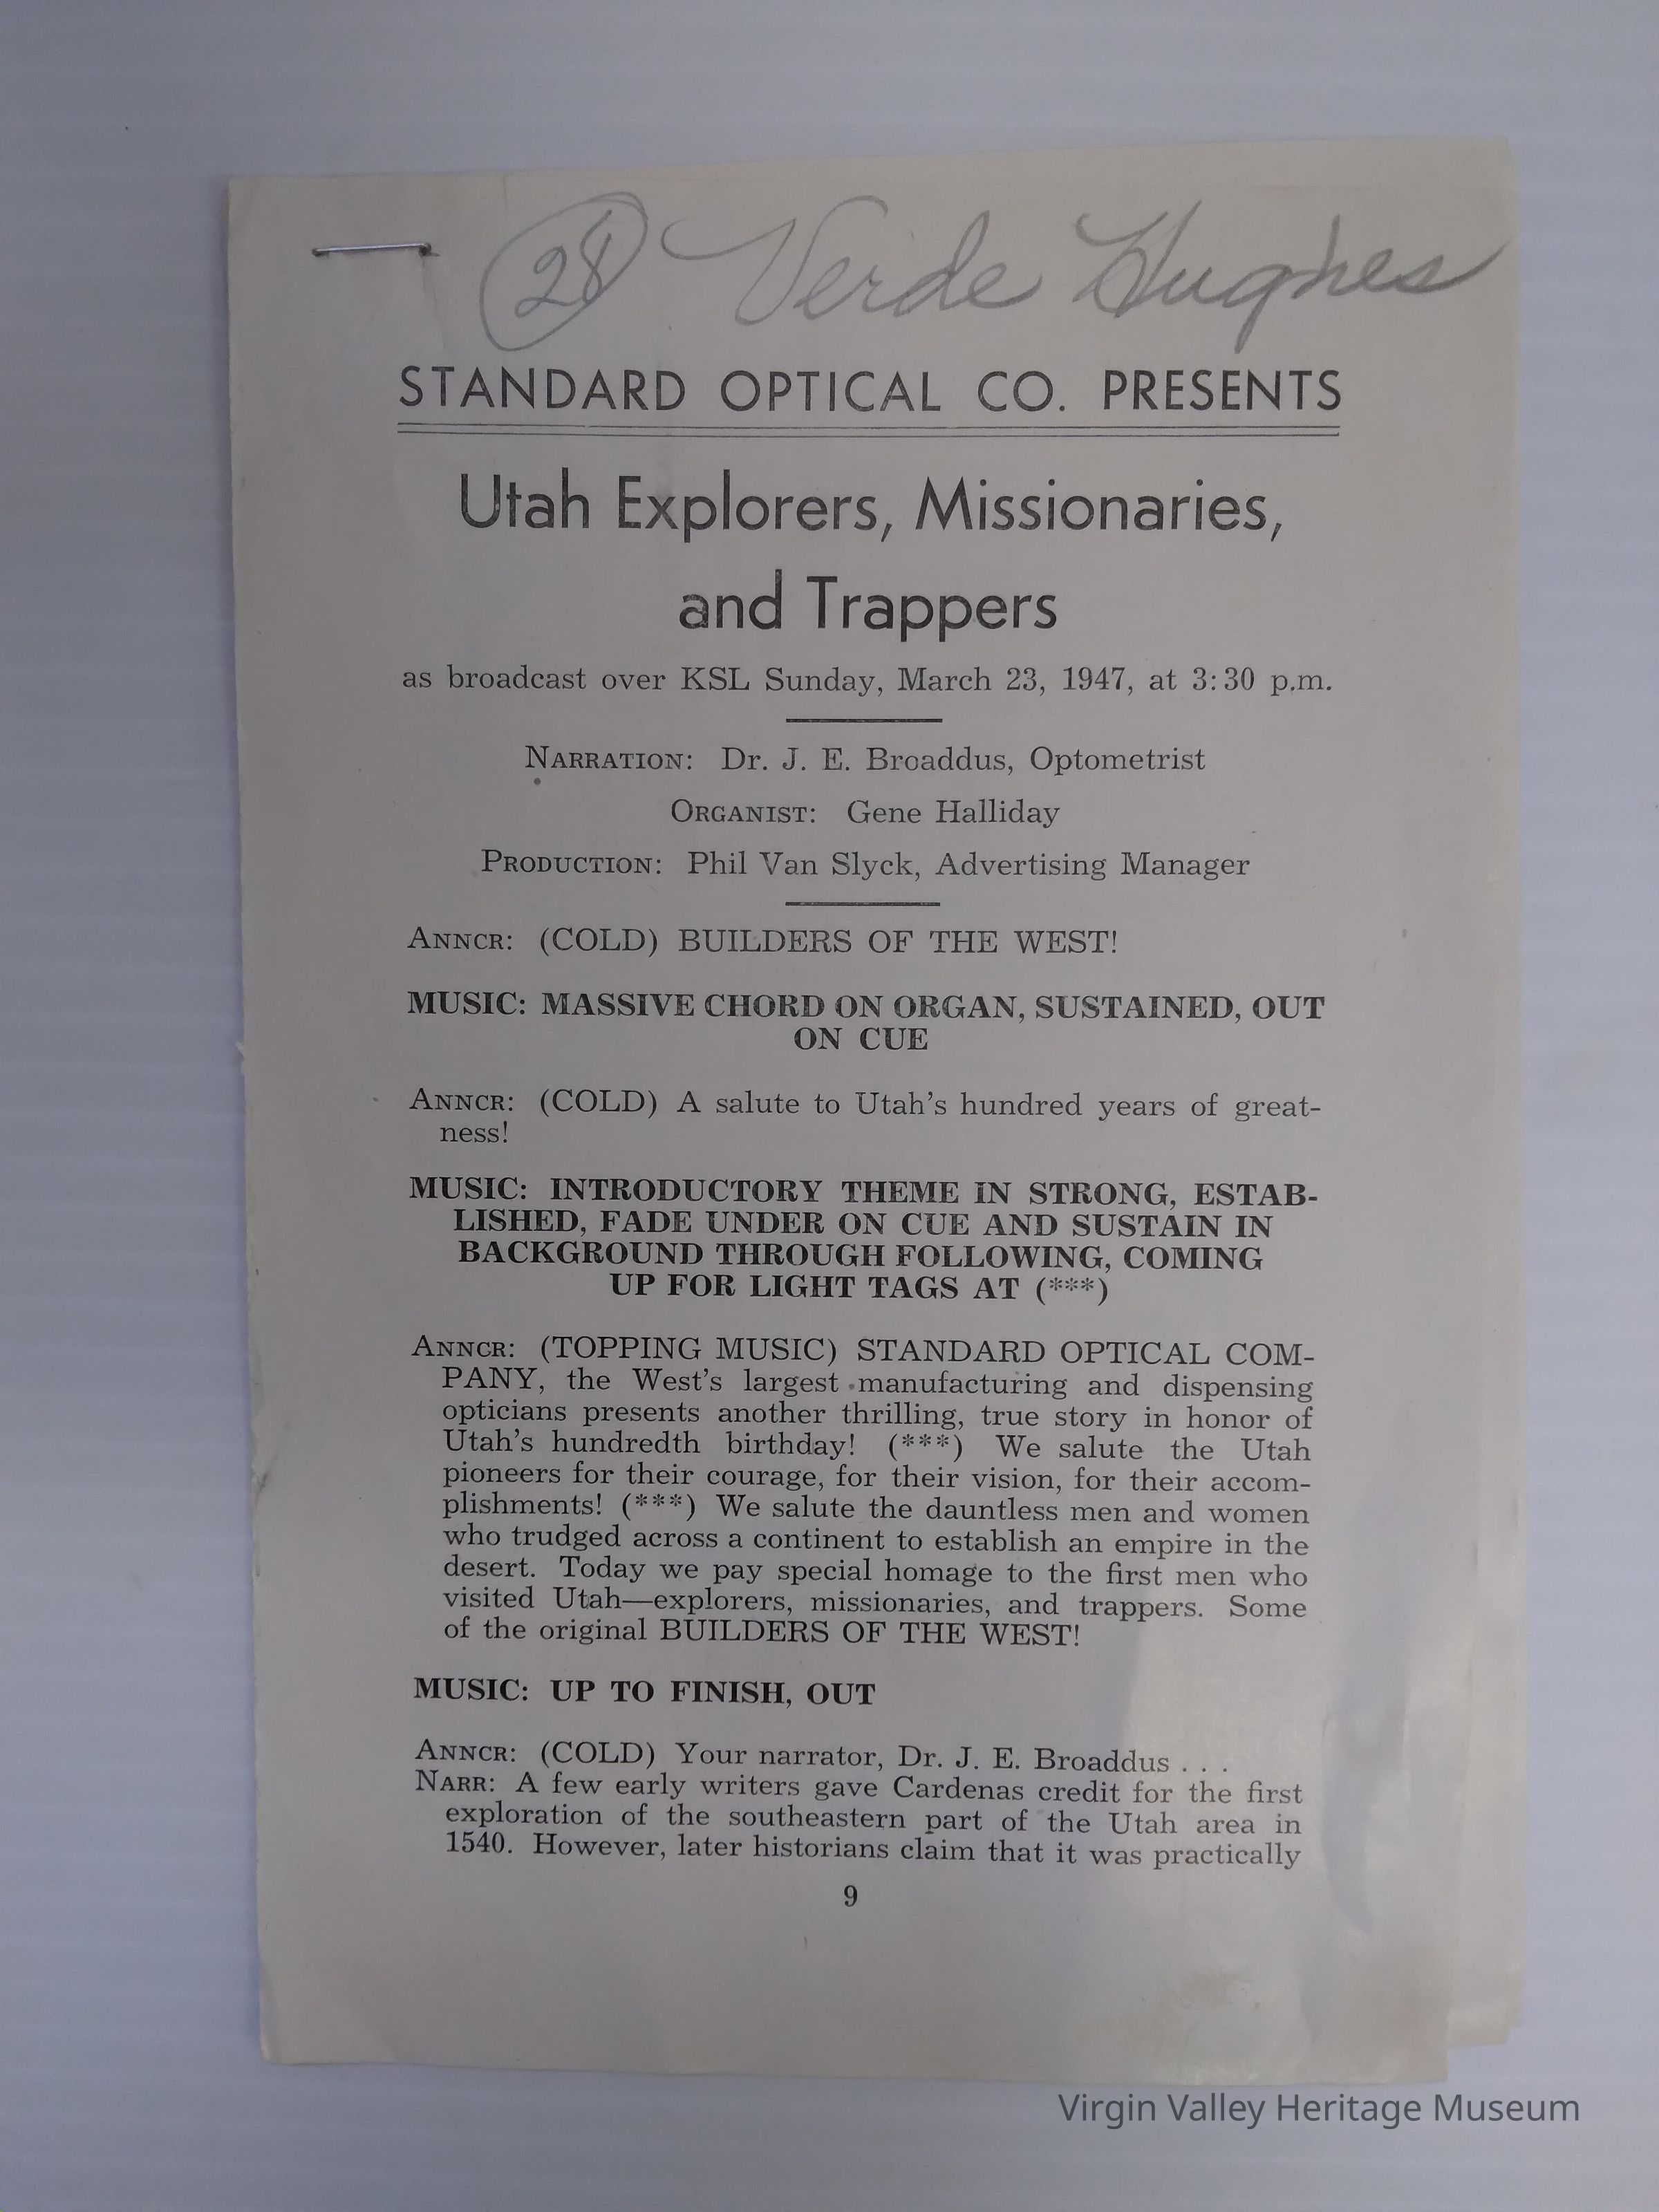 28 Verde Hughes
STANDARD OPTICAL CO. PRESENTS
Utah Explorers, Missionaries,
and Trappers
as broadcast over KSL Sunday, March 23, 1947, at 3:30 p.m.
NARRATION: Dr. J. E. Broaddus, Optometrist
ORGANIST: Gene Halliday
PRODUCTION: Phil Van Slyck, Advertising Manager
ANNCR: (COLD) BUILDERS OF THE WEST!
MUSIC: MASSIVE CHORD ON ORGAN, SUSTAINED, OUT
ON CUE
ANNCR: (COLD) A salute to Utah's hundred years of great-
ness!
MUSIC: INTRODUCTORY THEME IN STRONG, ESTAB-
LISHED, FADE UNDER ON CUE AND SUSTAIN IN
BACKGROUND THROUGH FOLLOWING, COMING
UP FOR LIGHT TAGS AT (***)
ANNCR: (TOPPING MUSIC) STANDARD OPTICAL COM-
PANY, the West's largest manufacturing and dispensing
opticians presents another thrilling, true story in honor of
Utah's hundredth birthday! (***) We salute the Utah
pioneers for their courage, for their vision, for their accom-
plishments! (***) We salute the dauntless men and women
who trudged across a continent to establish an empire in the
desert. Today we pay special homage to the first men who
visited Utah—explorers, missionaries, and trappers. Some
of the original BUILDERS OF THE WEST!
MUSIC: UP TO FINISH, OUT
ANNCR: (COLD) Your narrator, Dr. J. E. Broaddus . . .
NARR: A few early writers gave Cardenas credit for the first
exploration of the southeastern part of the Utah area in
1540. However, later historians claim that it was practically
9
Virgin Valley Heritage Museum